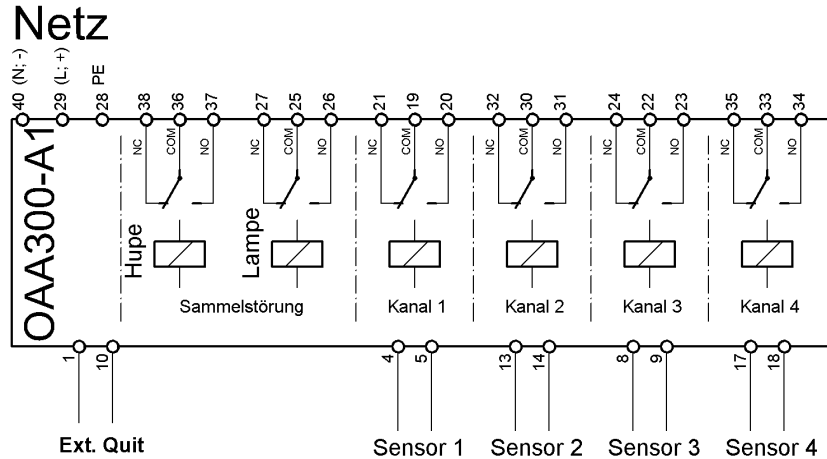 Netz
40 (N; -)
29 (L; +)
28 PE
38 36 37 27 25 26 21 19 20 32 30 31 24 22 23 35 33 34
NC COM NO NC COM NO NC COM NO NC COM NO NC COM NO NC COM NO
OAA300-A1
Hupe
Lampe
Sammelstörung Kanal 1 Kanal 2 Kanal 3 Kanal 4
1 10 4 5 13 14 8 9 17 18
Ext. Quit Sensor 1 Sensor 2 Sensor 3 Sensor 4